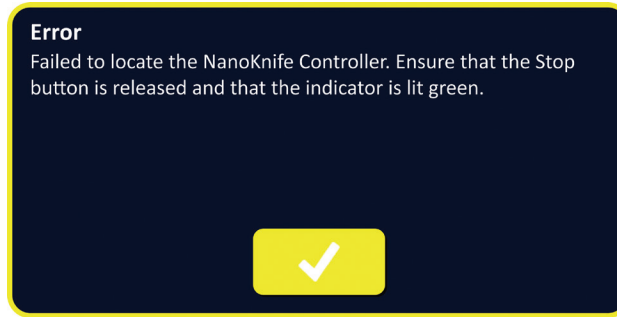 Error
Failed to locate the NanoKnife Controller. Ensure that the Stop
button is released and that the indicator is lit green.